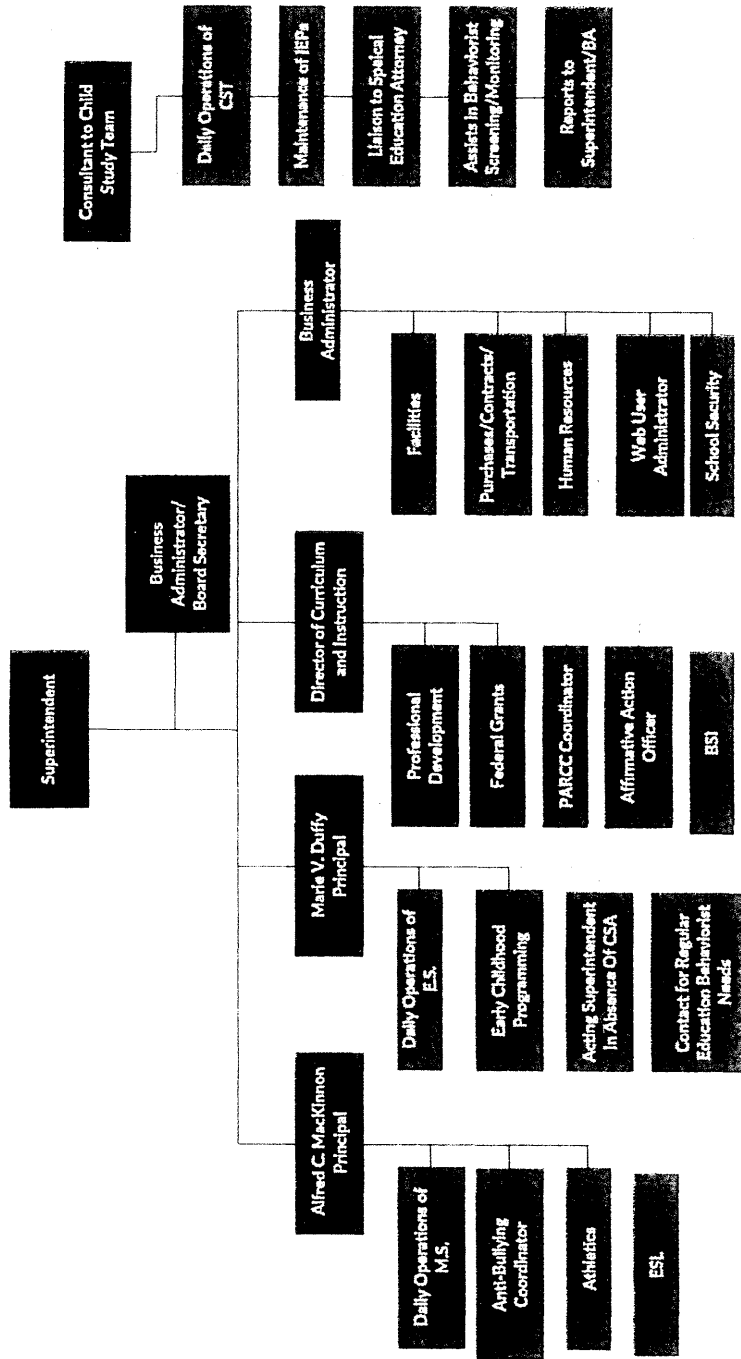 Superintendent
Business
Administrator/
Board Secretary
Alfred C. MacKinnon
Principal
Daily Operations of
M.S.
Anti-Bullying
Coordinator
Athletics
ESL
Marie V. Duffy
Principal
Daily Operations of
E.S.
Early Childhood
Programming
Acting Superintendent
In Absence Of CSA
Contact for Regular
Education Behaviorist
Needs
Director of Curriculum
and Instruction
Professional
Development
Federal Grants
PARCC Coordinator
Affirmative Action
Officer
BSI
Business
Administrator
Facilities
Purchases/Contracts/
Transportation
Human Resources
Web User
Administrator
School Security
Consultant to Child
Study Team
Daily Operations of
CST
Maintenance of IEPs
Liaison to Speical
Education Attorney
Assists in Behaviorist
Screening/Monitoring
Reports to
Superintendent/BA